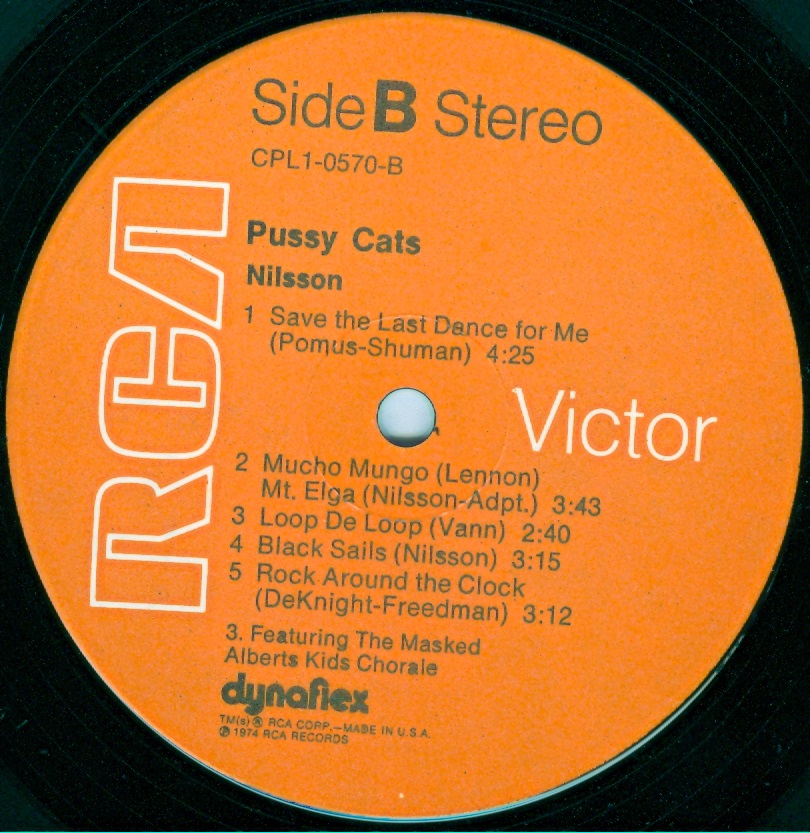 Side B Stereo
CPL1-0570-B
Pussy Cats
Nilsson
1 Save the Last Dance for Me
(Pomus-Shuman) 4:25
RCA
Victor
2 Mucho Mungo (Lennon)
Mt. Elga (Nilsson-Adpt.) 3:43
3 Loop De Loop (Vann) 2:40
4 Black Sails (Nilsson) 3:15
5 Rock Around the Clock
(DeKnight-Freedman) 3:12
3. Featuring The Masked
Alberts Kids Chorale
dynaflex
TM(s) ® RCA CORP.—MADE IN U.S.A.
℗ 1974 RCA RECORDS